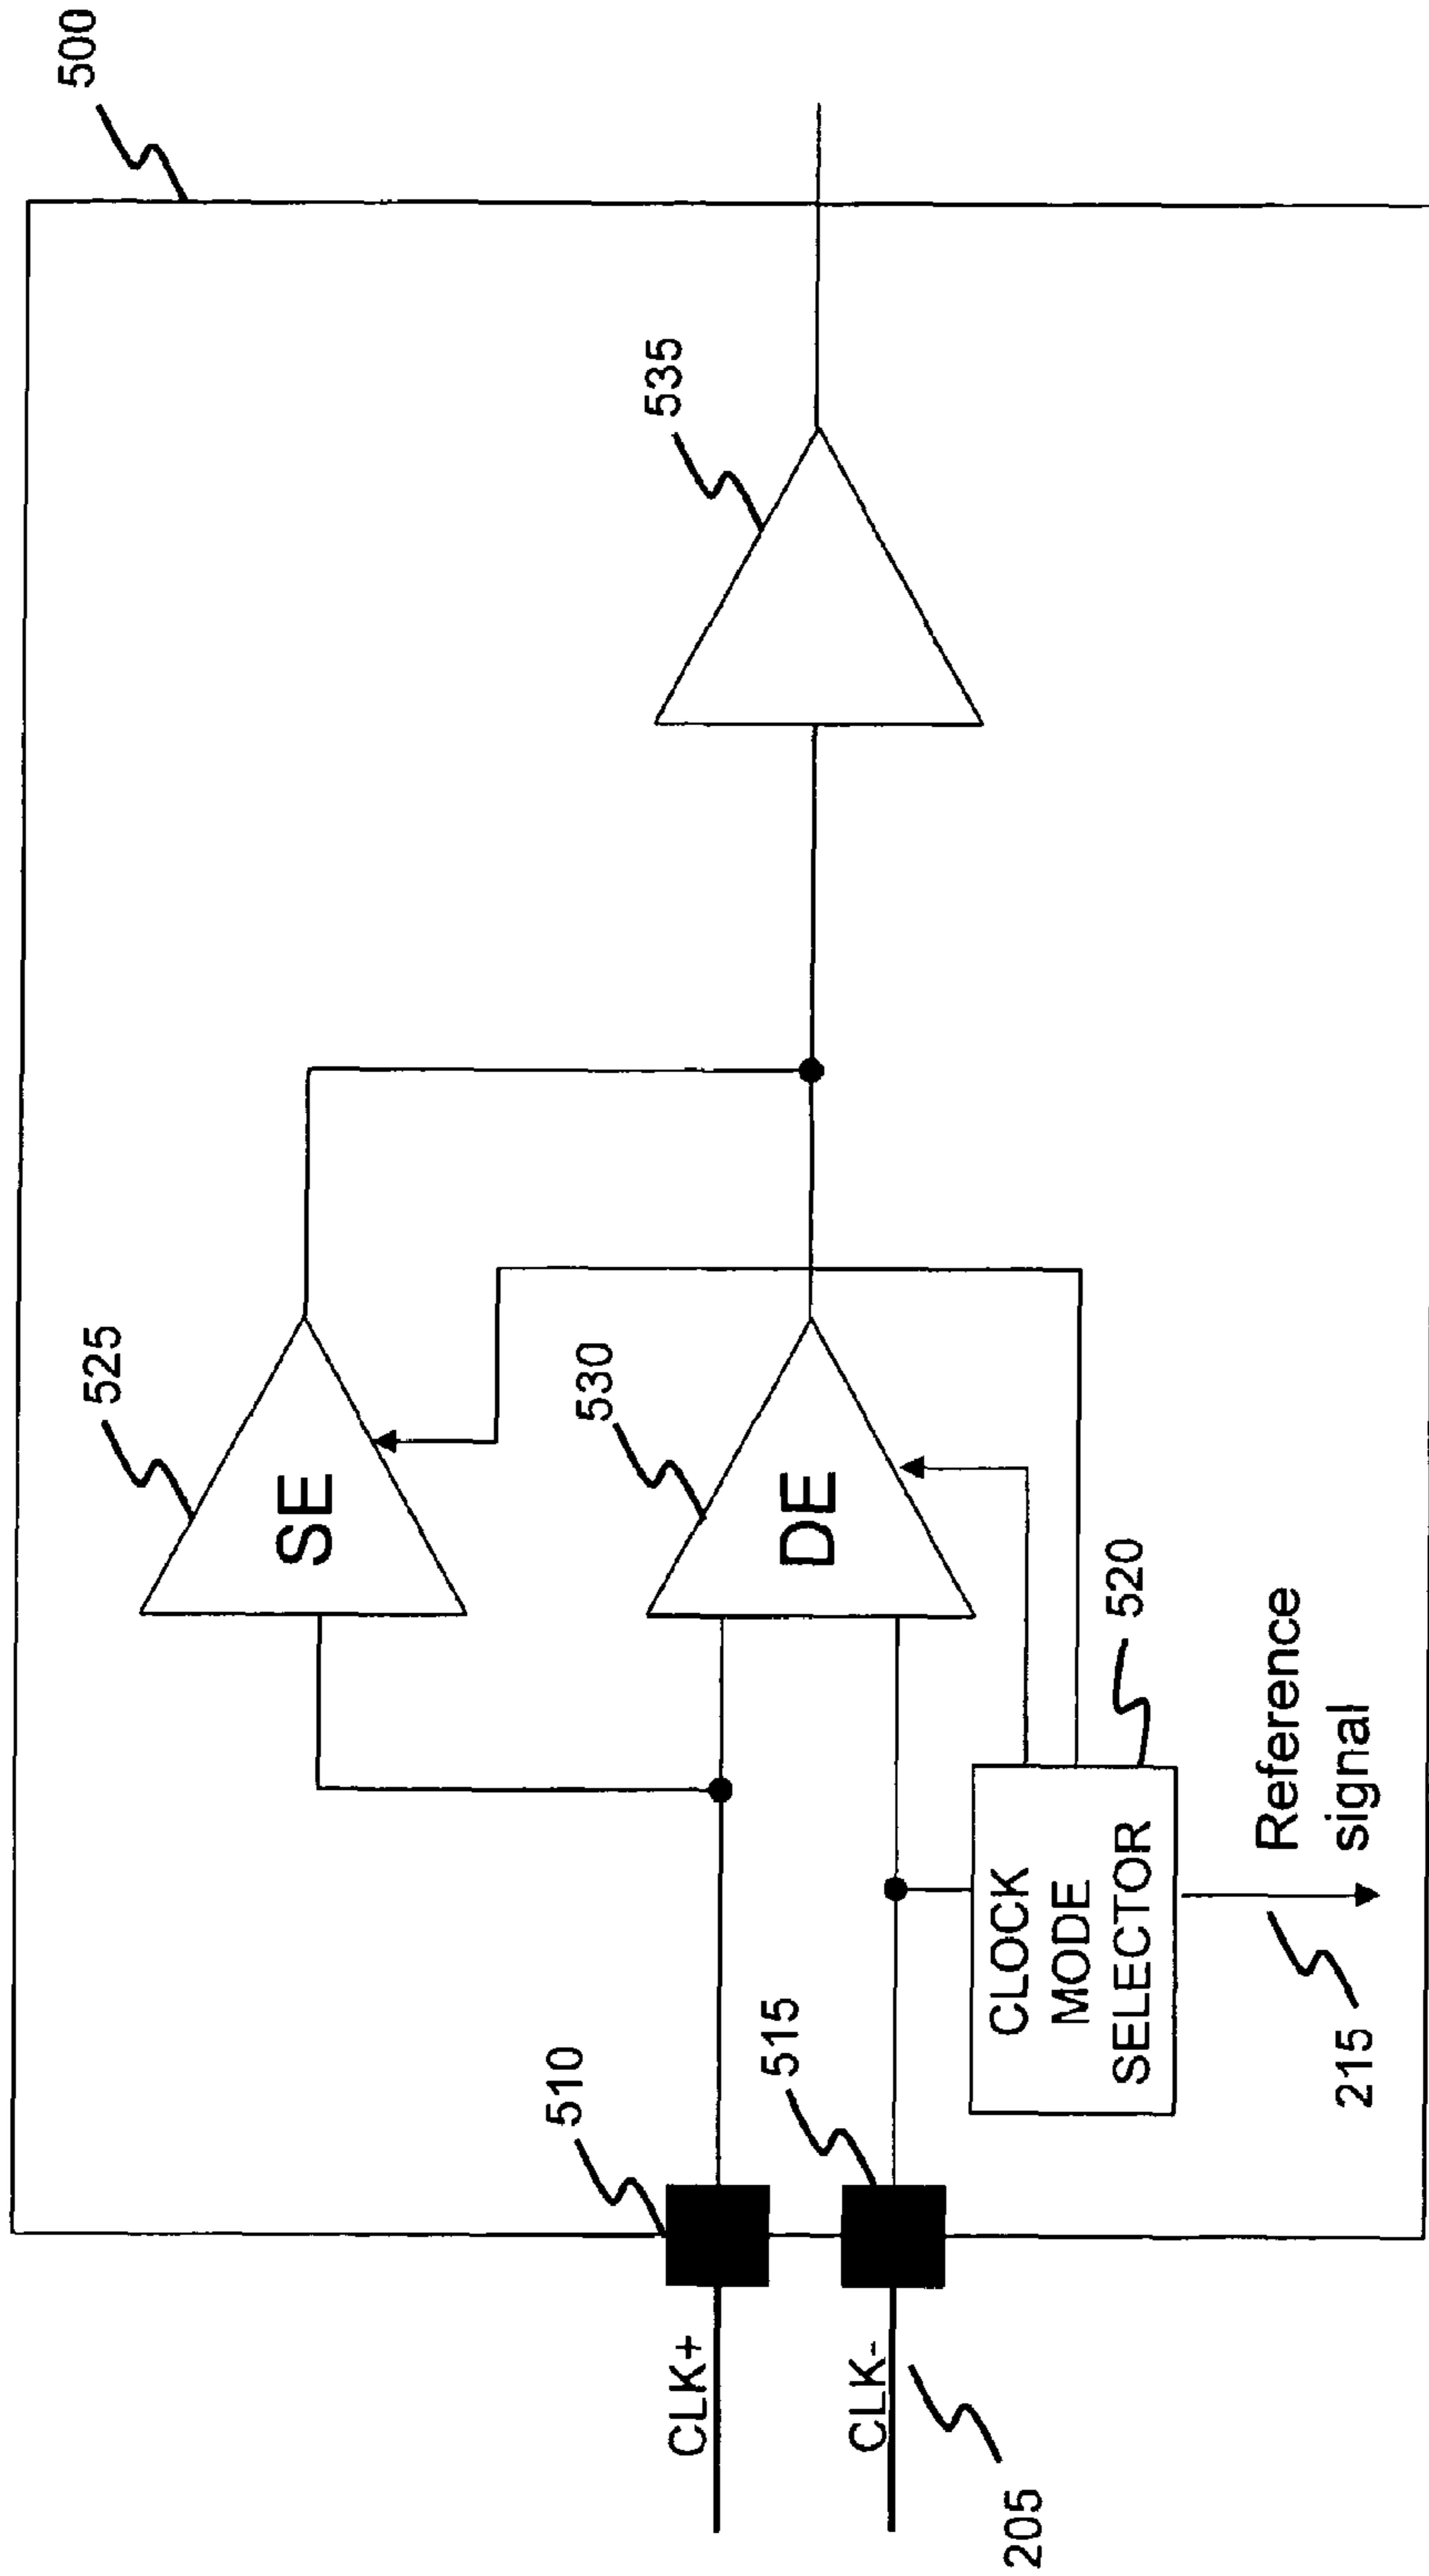 500
525
SE
535
530
DE
510
CLK+
515
CLK-
205
CLOCK
MODE
SELECTOR
520
Reference
signal
215